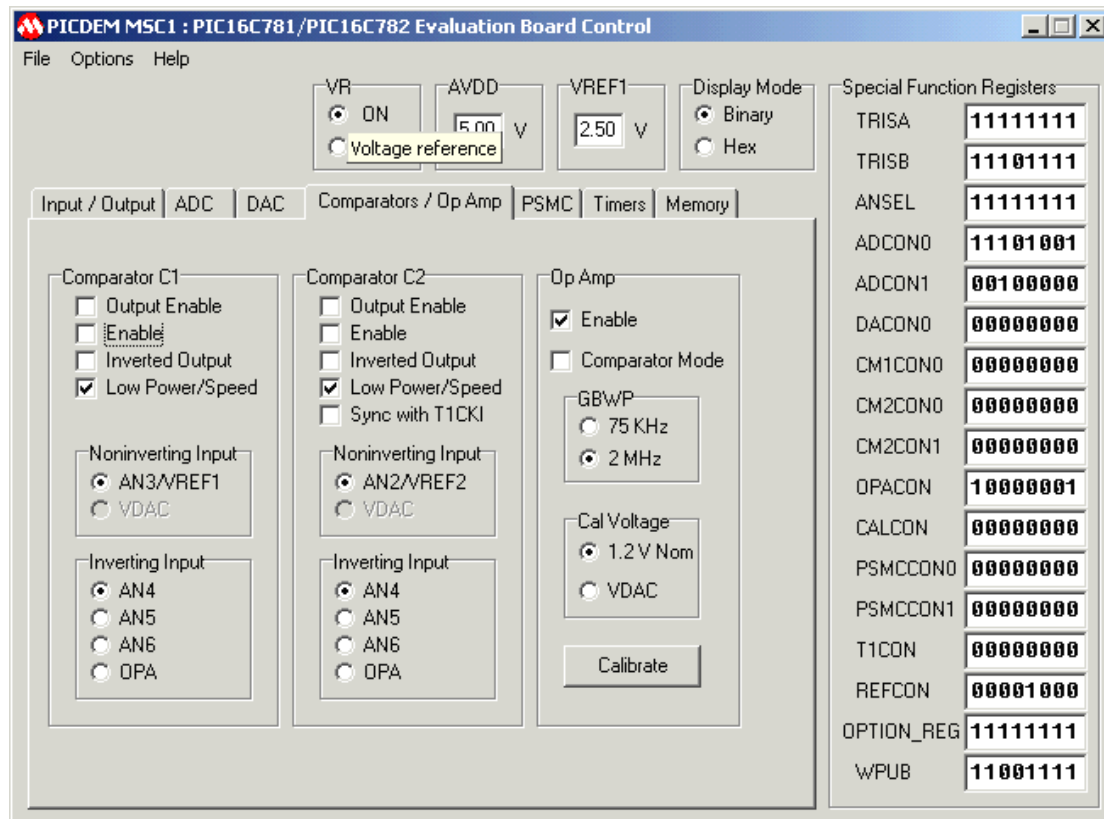 PICDEM MSC1 : PIC16C781/PIC16C782 Evaluation Board Control
File Options Help
VR
ON
Voltage reference
AVDD
5.00 V
VREF1
2.50 V
Display Mode
Binary
Hex
Input / Output ADC DAC Comparators / Op Amp PSMC Timers Memory
Comparator C1
Output Enable
Enable
Inverted Output
Low Power/Speed
Noninverting Input
AN3/VREF1
VDAC
Inverting Input
AN4
AN5
AN6
OPA
Comparator C2
Output Enable
Enable
Inverted Output
Low Power/Speed
Sync with T1CKI
Noninverting Input
AN2/VREF2
VDAC
Inverting Input
AN4
AN5
AN6
OPA
Op Amp
Enable
Comparator Mode
GBWP
75 KHz
2 MHz
Cal Voltage
1.2 V Nom
VDAC
Calibrate
Special Function Registers
TRISA 11111111
TRISB 11101111
ANSEL 11111111
ADCON0 11101001
ADCON1 00100000
DACON0 00000000
CM1CON0 00000000
CM2CON0 00000000
CM2CON1 00000000
OPACON 10000001
CALCON 00000000
PSMCCON0 00000000
PSMCCON1 00000000
T1CON 00000000
REFCON 00001000
OPTION_REG 11111111
WPUB 11001111